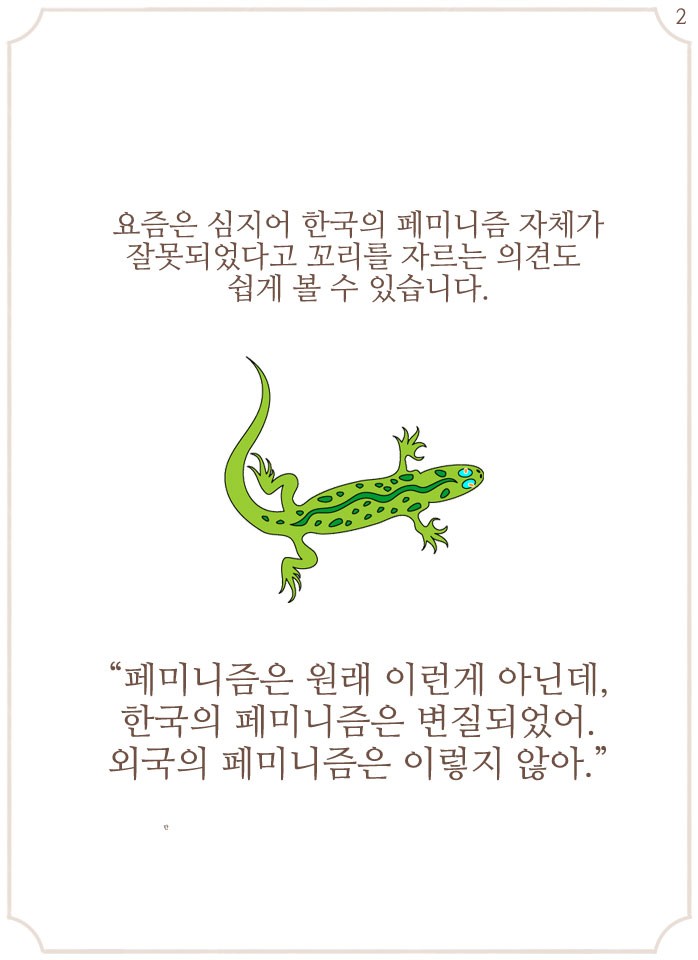 2
요즘은 심지어 한국의 페미니즘 자체가
잘못되었다고 꼬리를 자르는 의견도
쉽게 볼 수 있습니다.
“페미니즘은 원래 이런게 아닌데,
한국의 페미니즘은 변질되었어.
외국의 페미니즘은 이렇지 않아.”